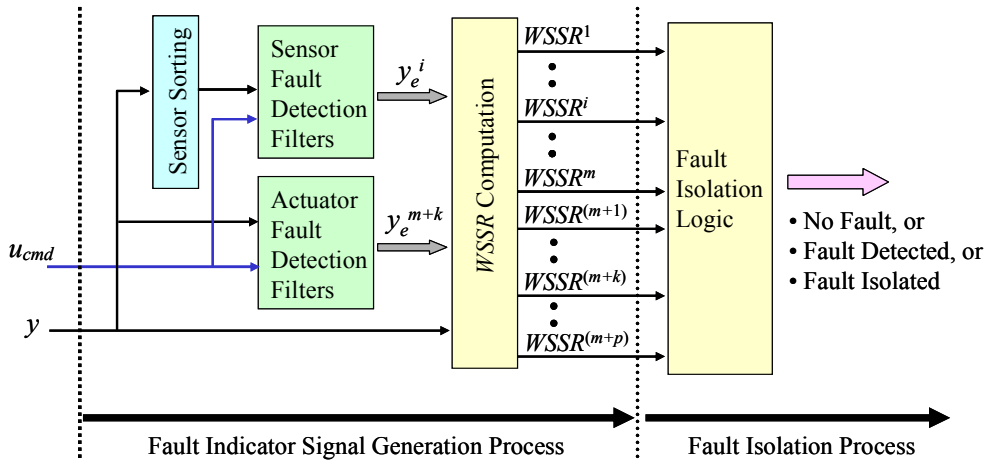 Sensor Sorting
Sensor
Fault
Detection
Filters
y_e^i
Actuator
Fault
Detection
Filters
y_e^{m+k}
u_{cmd}
y
WSSR Computation
WSSR^1
WSSR^i
WSSR^m
WSSR^{(m+1)}
WSSR^{(m+k)}
WSSR^{(m+p)}
Fault
Isolation
Logic
• No Fault, or
• Fault Detected, or
• Fault Isolated
Fault Indicator Signal Generation Process
Fault Isolation Process